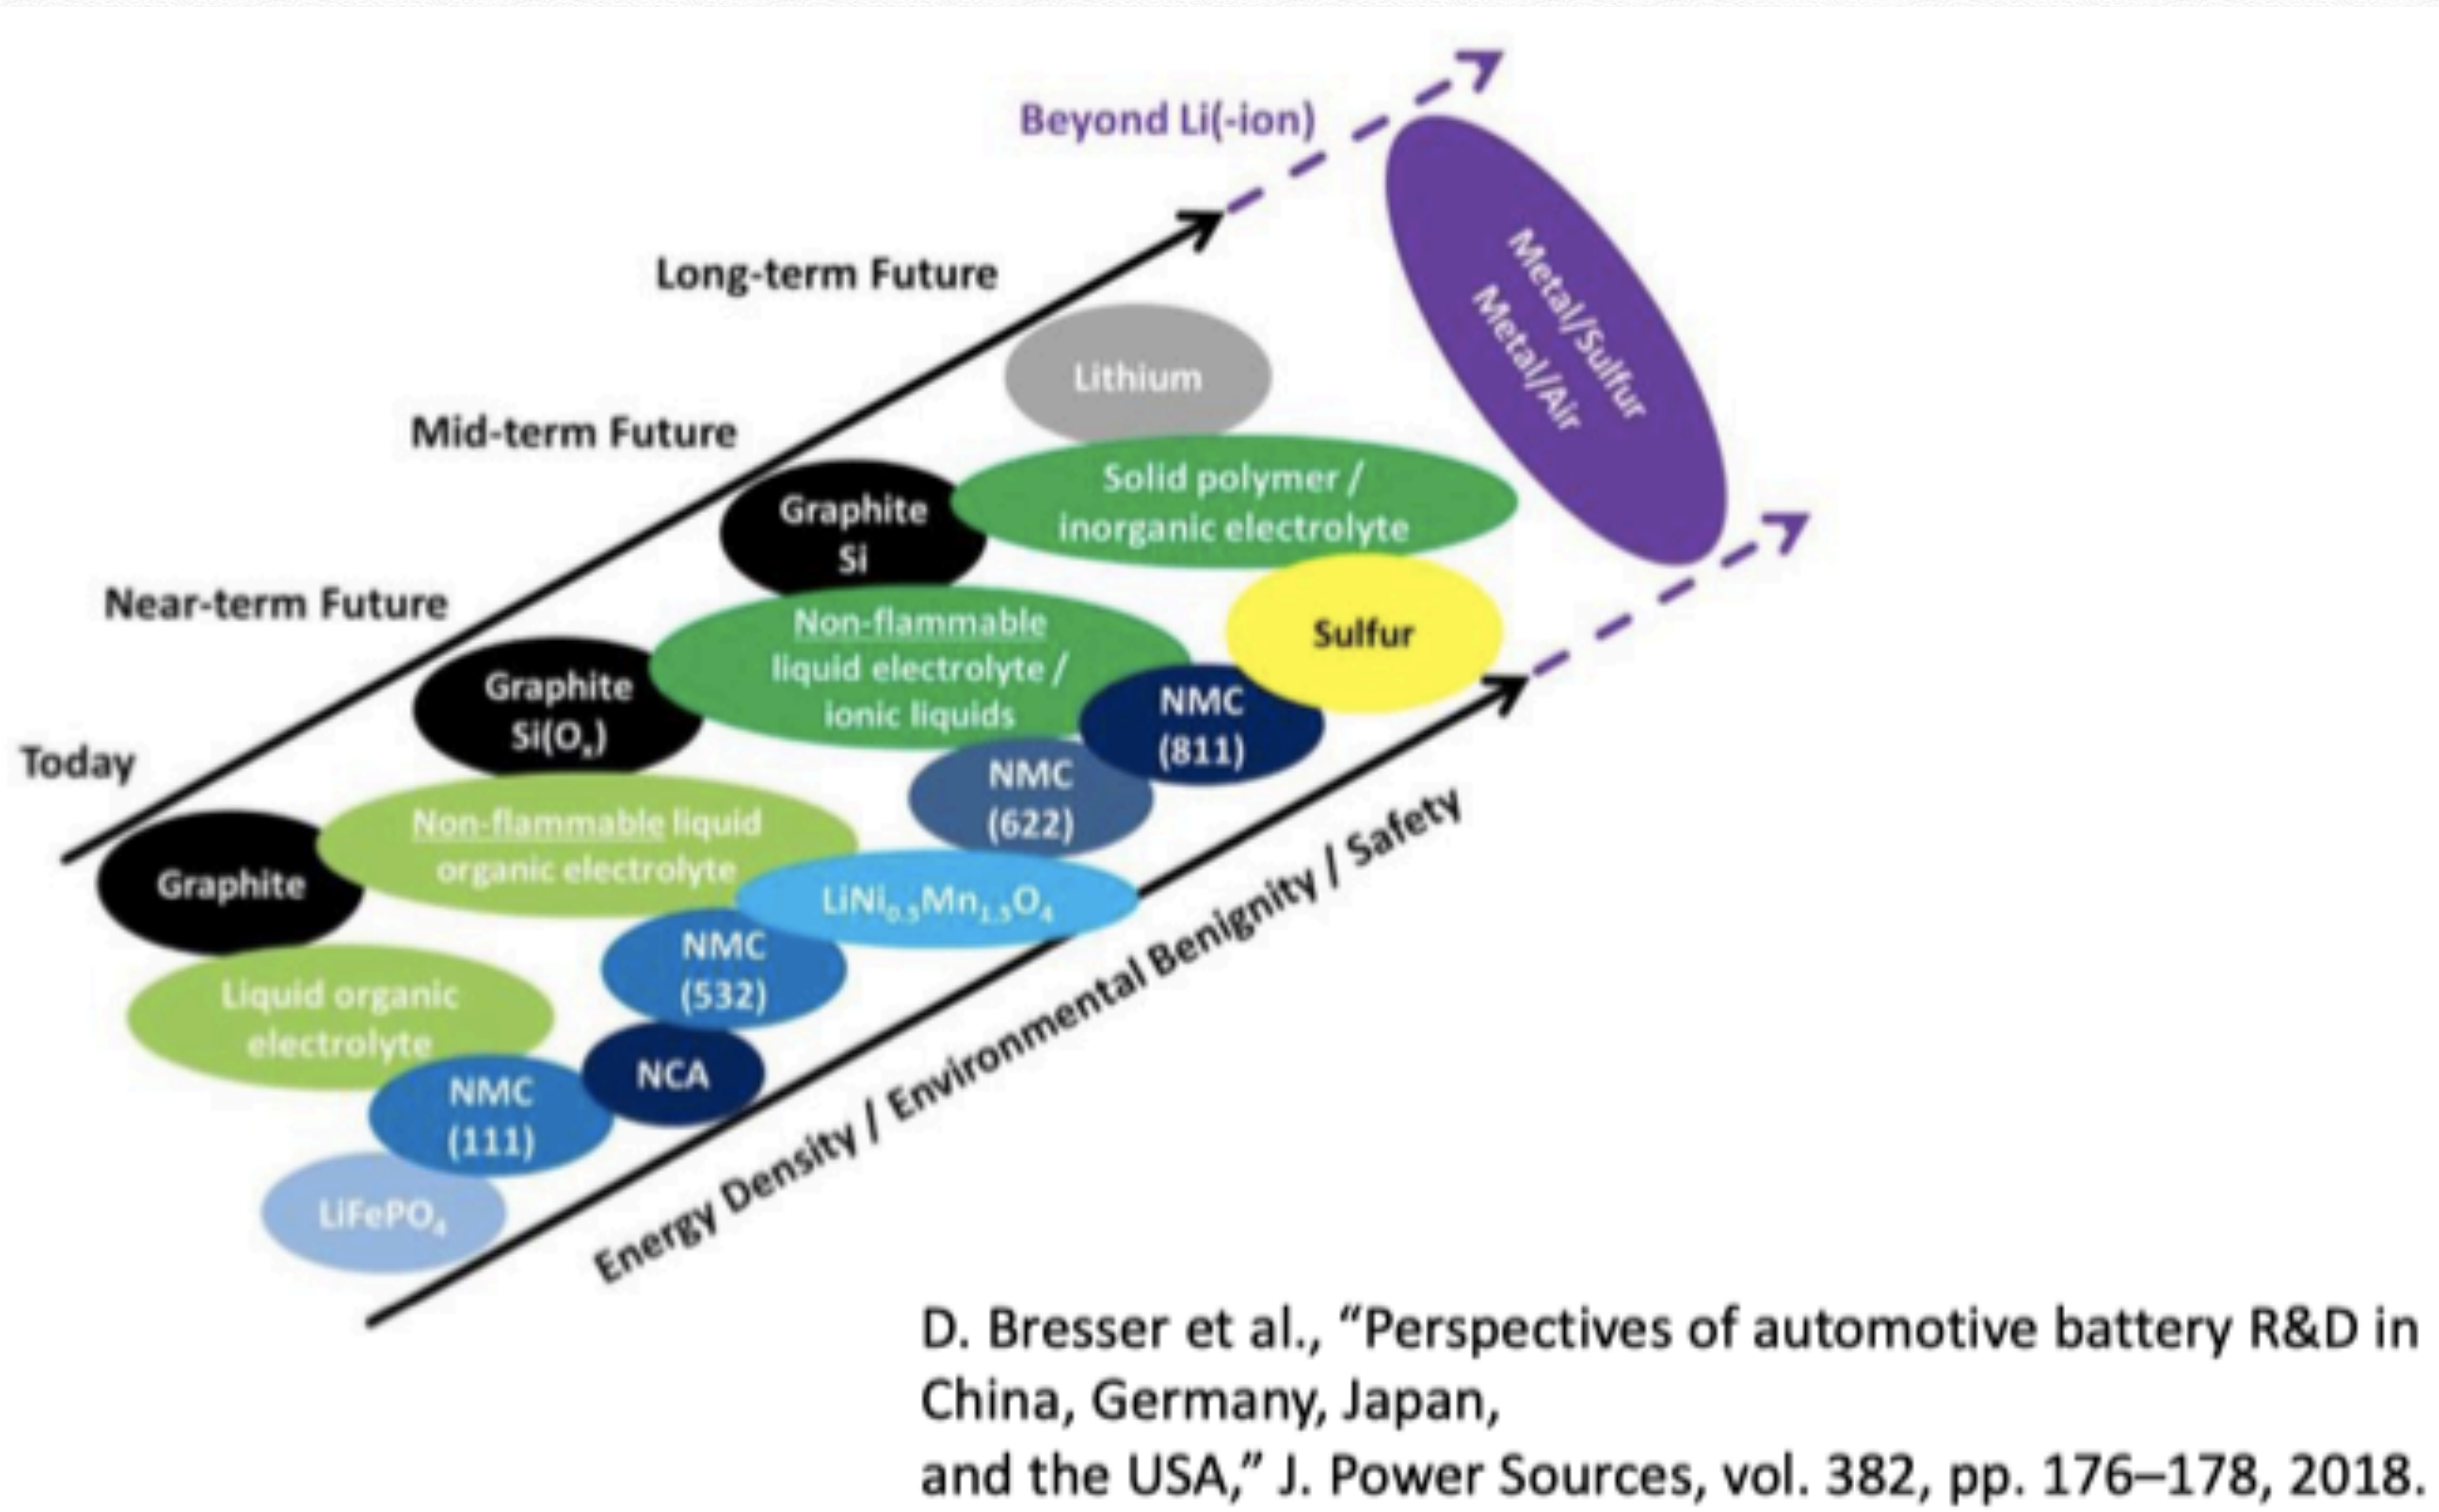 Beyond Li(-ion)
Long-term Future
Mid-term Future
Near-term Future
Today
Metal/Sulfur
Metal/Air
Lithium
Solid polymer /
inorganic electrolyte
Graphite
Si
Sulfur
Non-flammable
liquid electrolyte /
ionic liquids
NMC
(811)
Graphite
Si(Oₓ)
NMC
(622)
Non-flammable liquid
organic electrolyte
LiNi₀.₅Mn₁.₅O₄
Graphite
NMC
(532)
Liquid organic
electrolyte
NCA
NMC
(111)
LiFePO₄
Energy Density / Environmental Benignity / Safety
D. Bresser et al., “Perspectives of automotive battery R&D in
China, Germany, Japan,
and the USA,” J. Power Sources, vol. 382, pp. 176–178, 2018.